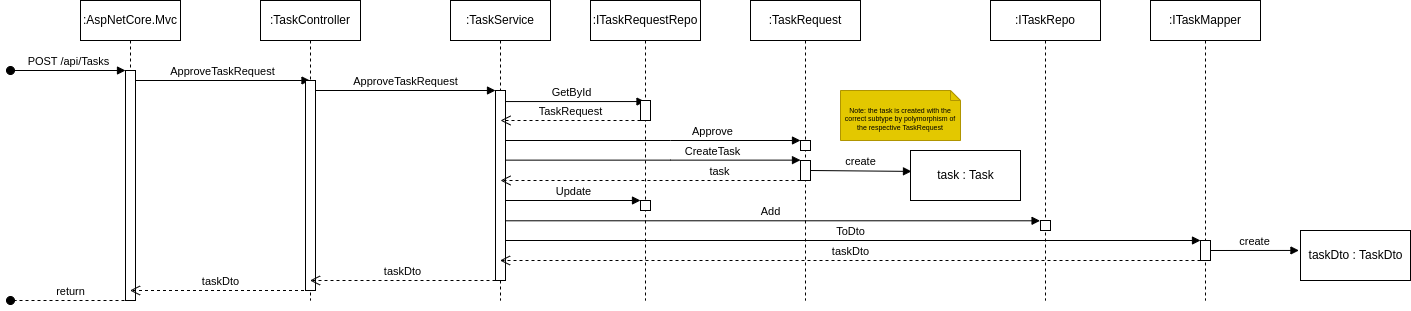 :AspNetCore.Mvc
:TaskController
:TaskService
:ITaskRequestRepo
:TaskRequest
:ITaskRepo
:ITaskMapper
POST /api/Tasks
ApproveTaskRequest
ApproveTaskRequest
GetById
TaskRequest
Note: the task is created with the
correct subtype by polymorphism of
the respective TaskRequest
Approve
CreateTask
create
task : Task
task
Update
Add
ToDto
create
taskDto : TaskDto
taskDto
taskDto
taskDto
return